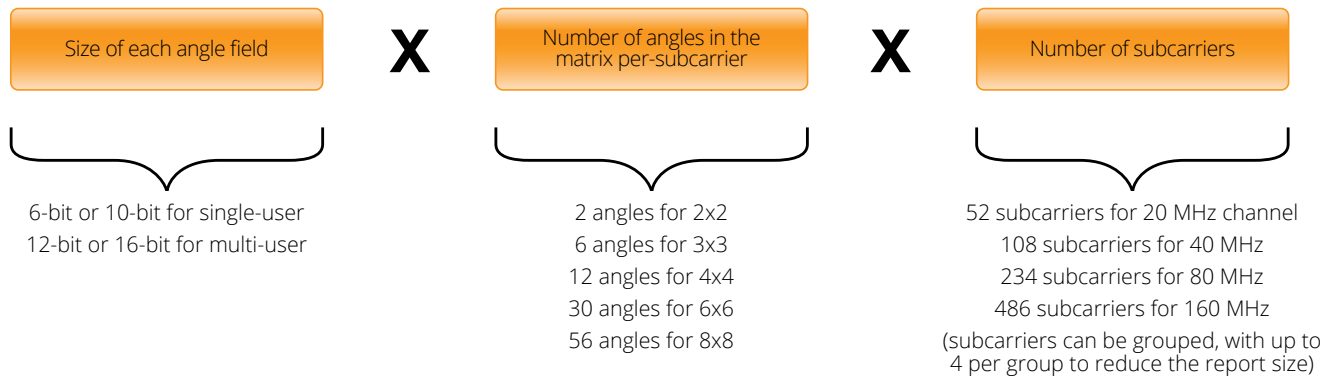 Size of each angle field
X
Number of angles in the
matrix per-subcarrier
X
Number of subcarriers
6-bit or 10-bit for single-user
12-bit or 16-bit for multi-user
2 angles for 2x2
6 angles for 3x3
12 angles for 4x4
30 angles for 6x6
56 angles for 8x8
52 subcarriers for 20 MHz channel
108 subcarriers for 40 MHz
234 subcarriers for 80 MHz
486 subcarriers for 160 MHz
(subcarriers can be grouped, with up to
4 per group to reduce the report size)